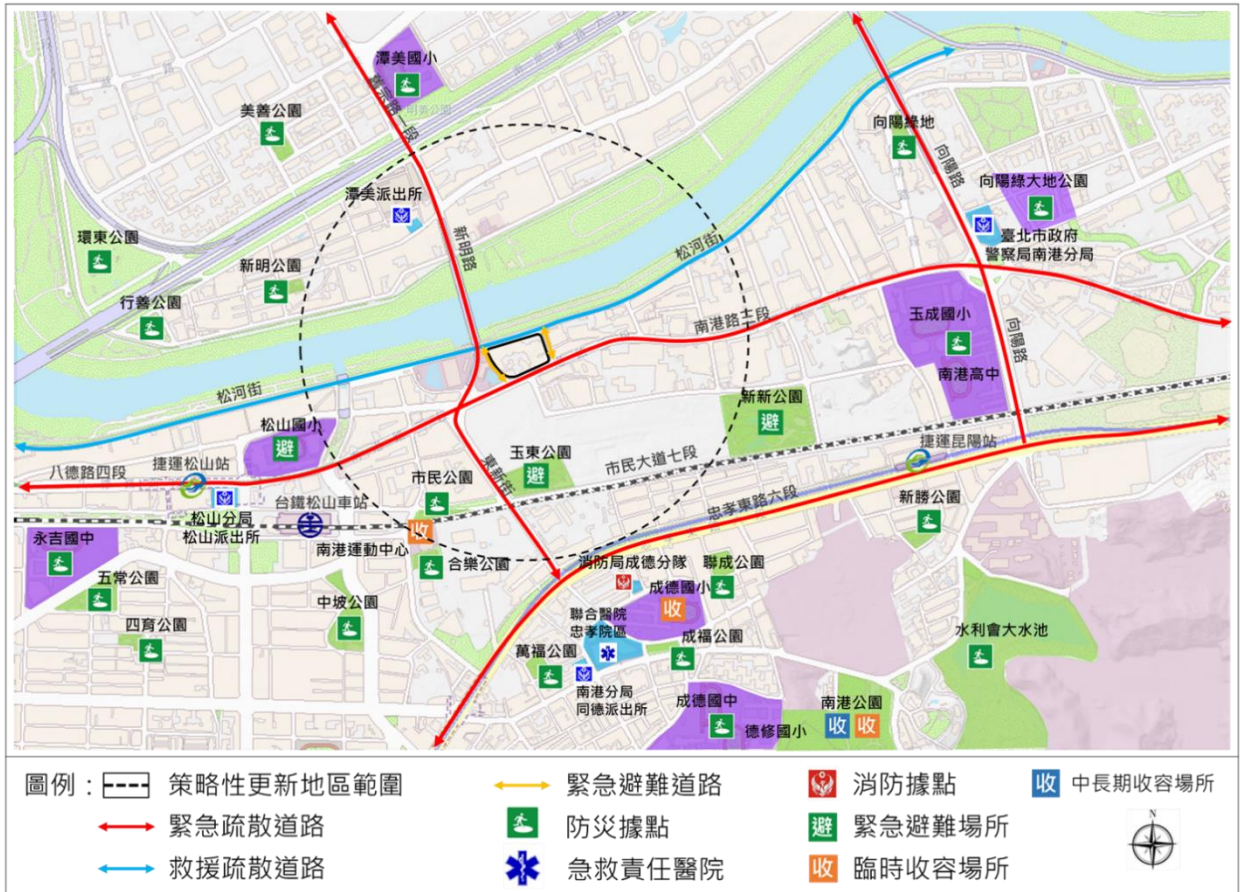 潭美國小
舊宗路一段
美善公園
向陽綠地
向陽路
向陽綠大地公園
潭美派出所
臺北市政府
警察局南港分局
環東公園
新明路
新明公園
松河街
行善公園
南港路二段
玉成國小
向陽路
南港高中
松河街
新新公園
松山國小
八德路四段
捷運松山站
玉東公園
市民大道七段
捷運昆陽站
東新街
市民公園
台鐵松山車站
忠孝東路六段
新勝公園
松山分局
松山派出所
永吉國中
南港運動中心
合樂公園
消防局成德分隊
聯成公園
五常公園
成德國小
中坡公園
聯合醫院
忠孝院區
四育公園
成福公園
水利會大水池
萬福公園
南港分局
同德派出所
成德國中
南港公園
德修國小
避
避
避
收
收
收
收
圖例：
策略性更新地區範圍
緊急避難道路
消防據點
收 中長期收容場所
緊急疏散道路
防災據點
避 緊急避難場所
N
救援疏散道路
急救責任醫院
收 臨時收容場所